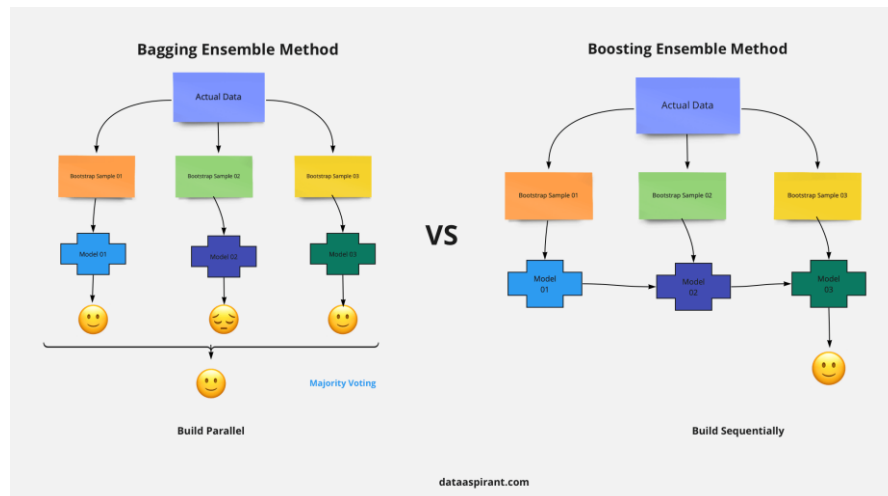 Bagging Ensemble Method
Actual Data
Bootstrap Sample 01
Bootstrap Sample 02
Bootstrap Sample 03
Model 01
Model 02
Model 03
Majority Voting
Build Parallel
VS
Boosting Ensemble Method
Actual Data
Bootstrap Sample 01
Bootstrap Sample 02
Bootstrap Sample 03
Model
01
Model
02
Model
03
Build Sequentially
dataaspirant.com